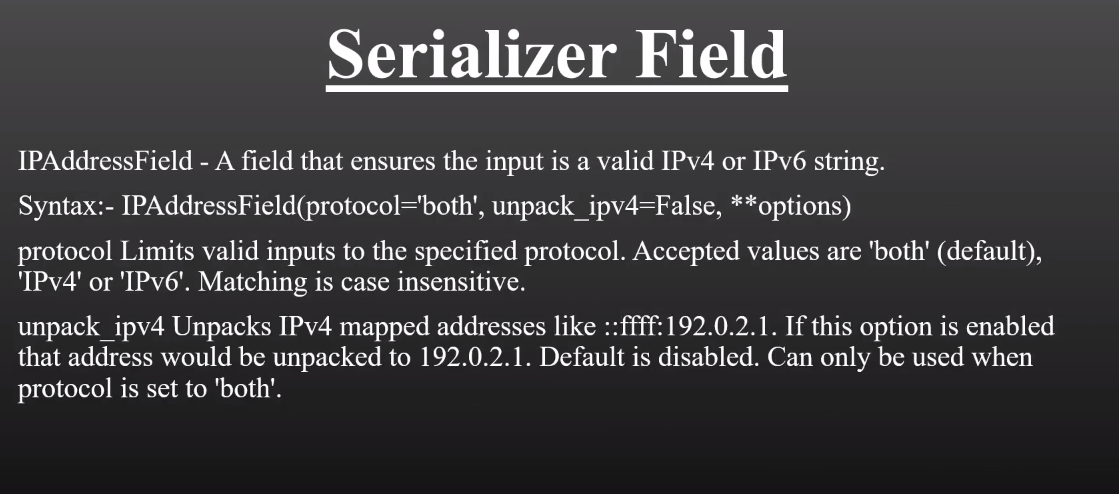 Serializer Field
IPAddressField - A field that ensures the input is a valid IPv4 or IPv6 string.
Syntax:- IPAddressField(protocol='both', unpack_ipv4=False, **options)
protocol Limits valid inputs to the specified protocol. Accepted values are 'both' (default),
'IPv4' or 'IPv6'. Matching is case insensitive.
unpack_ipv4 Unpacks IPv4 mapped addresses like ::ffff:192.0.2.1. If this option is enabled
that address would be unpacked to 192.0.2.1. Default is disabled. Can only be used when
protocol is set to 'both'.